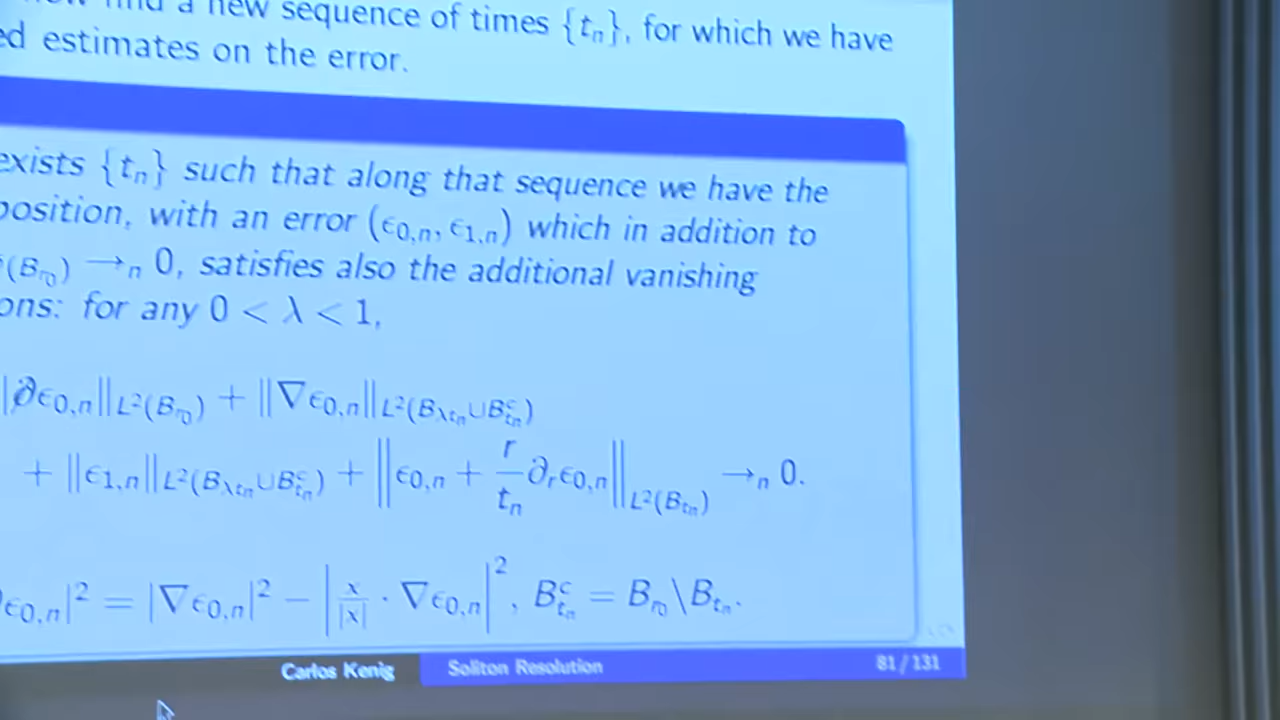 find a new sequence of times {tₙ}, for which we have
ed estimates on the error.
exists {tₙ} such that along that sequence we have the
position, with an error (ϵ₀,ₙ, ϵ₁,ₙ) which in addition to
(B_{r₀}) →ₙ 0, satisfies also the additional vanishing
ons: for any 0 < λ < 1,
‖∂̸ϵ₀,ₙ‖_{L²(B_{r₀})} + ‖∇ϵ₀,ₙ‖_{L²(B_{λtₙ}∪B^c_{tₙ})}
+ ‖ϵ₁,ₙ‖_{L²(B_{λtₙ}∪B^c_{tₙ})} + ‖ϵ₀,ₙ + r/tₙ ∂ᵣϵ₀,ₙ‖_{L²(B_{tₙ})} →ₙ 0.
ϵ₀,ₙ|² = |∇ϵ₀,ₙ|² − |x/|x| · ∇ϵ₀,ₙ|², B^c_{tₙ} = B_{r₀}\B_{tₙ}.
Carlos Kenig Soliton Resolution 81 / 131